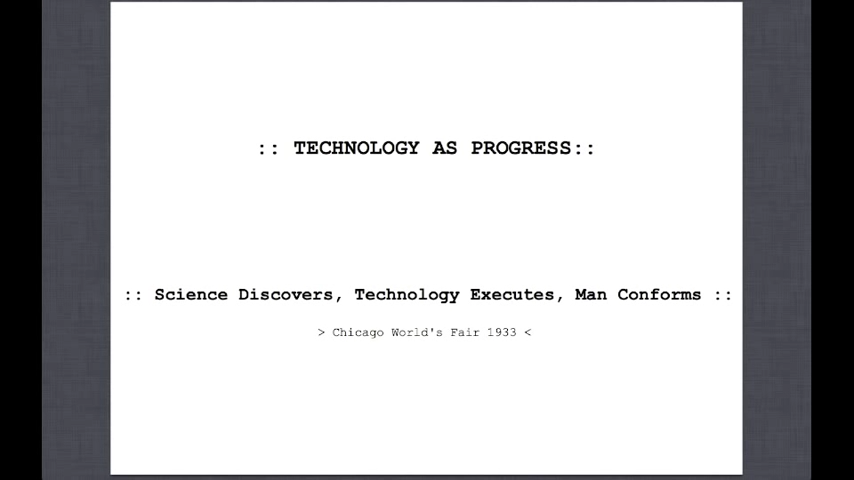 :: TECHNOLOGY AS PROGRESS::
:: Science Discovers, Technology Executes, Man Conforms ::
> Chicago World's Fair 1933 <